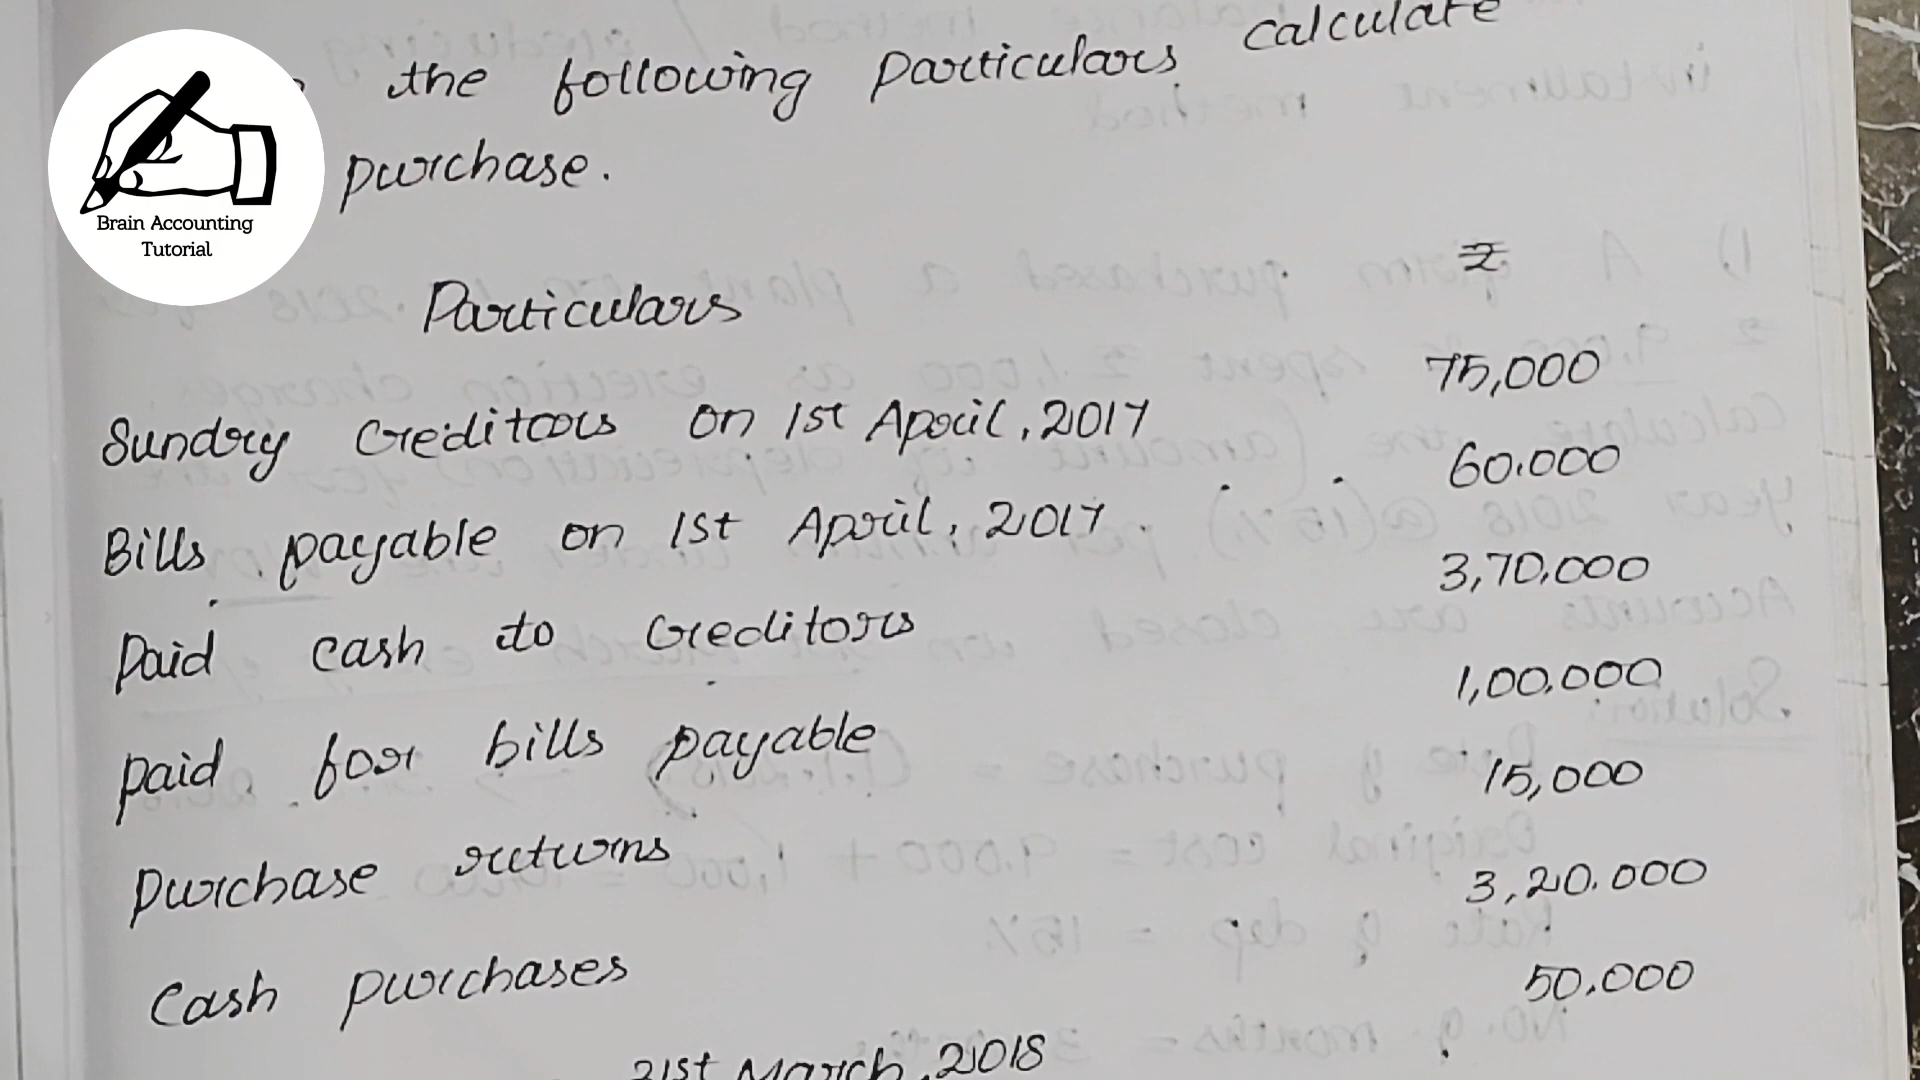 Brain Accounting
Tutorial
the following particulars calculate
purchase.
Particulars ₹
Sundry Creditors on 1st April, 2017 75,000
Bills payable on 1st April, 2017. 60,000
Paid cash to Creditors 3,70,000
paid for bills payable 1,00,000
Purchase returns 15,000
Cash purchases 3,20,000
31st March, 2018 50,000